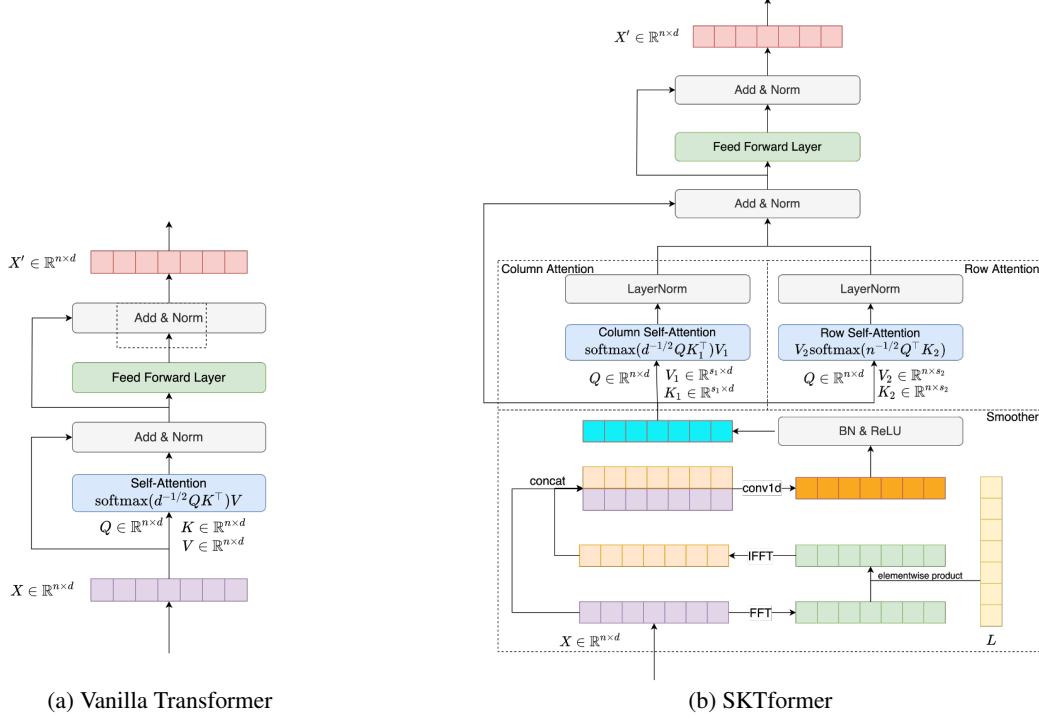 X′ ∈ ℝ^{n×d}
Add & Norm
Feed Forward Layer
Add & Norm
Self-Attention
softmax(d^{-1/2}QK^⊤)V
Q ∈ ℝ^{n×d} K ∈ ℝ^{n×d}
V ∈ ℝ^{n×d}
X ∈ ℝ^{n×d}
(a) Vanilla Transformer
X′ ∈ ℝ^{n×d}
Add & Norm
Feed Forward Layer
Add & Norm
Column Attention
Row Attention
LayerNorm
LayerNorm
Column Self-Attention
softmax(d^{-1/2}QK_1^⊤)V_1
Row Self-Attention
V_2softmax(n^{-1/2}Q^⊤K_2)
Q ∈ ℝ^{n×d} V_1 ∈ ℝ^{s_1×d}
K_1 ∈ ℝ^{s_1×d}
Q ∈ ℝ^{n×d} V_2 ∈ ℝ^{n×s_2}
K_2 ∈ ℝ^{n×s_2}
Smoother
BN & ReLU
concat
conv1d
IFFT
elementwise product
FFT
X ∈ ℝ^{n×d}
L
(b) SKTformer